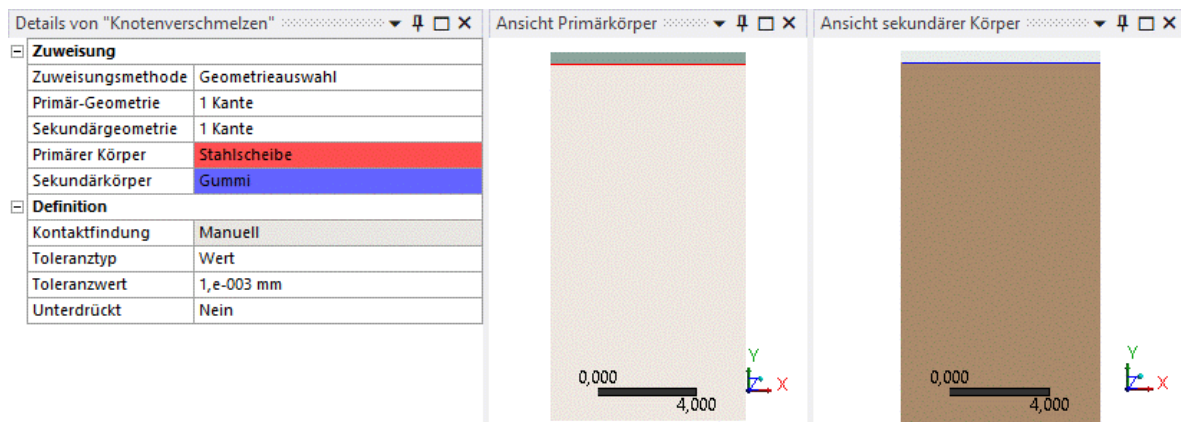 Details von "Knotenverschmelzen"
Zuweisung
Zuweisungsmethode Geometrieauswahl
Primär-Geometrie 1 Kante
Sekundärgeometrie 1 Kante
Primärer Körper Stahlscheibe
Sekundärkörper Gummi
Definition
Kontaktfindung Manuell
Toleranztyp Wert
Toleranzwert 1,e-003 mm
Unterdrückt Nein
Ansicht Primärkörper
Y
X
0,000
4,000
Ansicht sekundärer Körper
Y
X
0,000
4,000